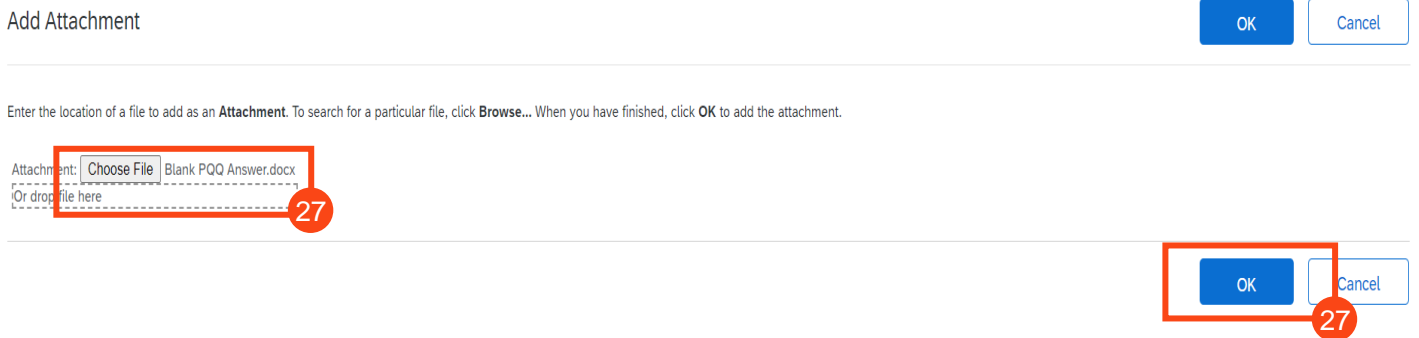 Add Attachment
OK
Cancel
Enter the location of a file to add as an Attachment. To search for a particular file, click Browse... When you have finished, click OK to add the attachment.
Attachment: Choose File Blank PQQ Answer.docx
Or drop file here
27
OK
Cancel
27